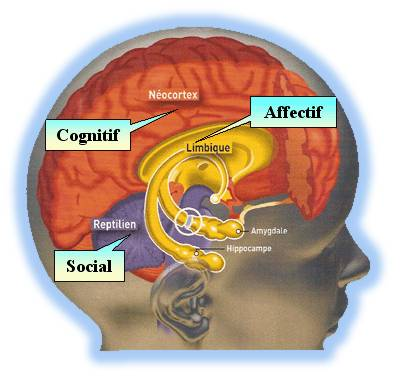 Néocortex
Affectif
Cognitif
Limbique
Reptilien
Amygdale
Hippocampe
Social